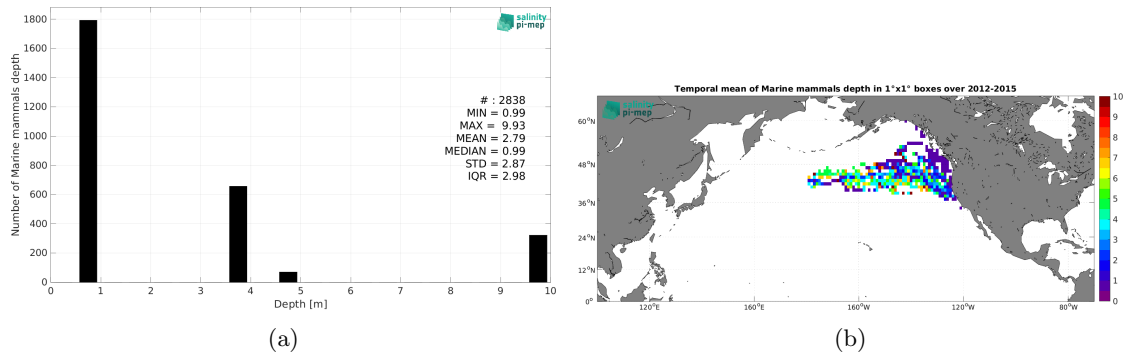 1800
1600
1400
1200
1000
800
600
400
200
0
Number of Marine mammals depth
salinity
pi-mep
# : 2838
MIN = 0.99
MAX = 9.93
MEAN = 2.79
MEDIAN = 0.99
STD = 2.87
IQR = 2.98
0 1 2 3 4 5 6 7 8 9 10
Depth [m]
(a)
Temporal mean of Marine mammals depth in 1°x1° boxes over 2012-2015
salinity
pi-mep
60°N
48°N
36°N
24°N
12°N
0°
120°E 160°E 160°W 120°W 80°W
10
9
8
7
6
5
4
3
2
1
0
(b)